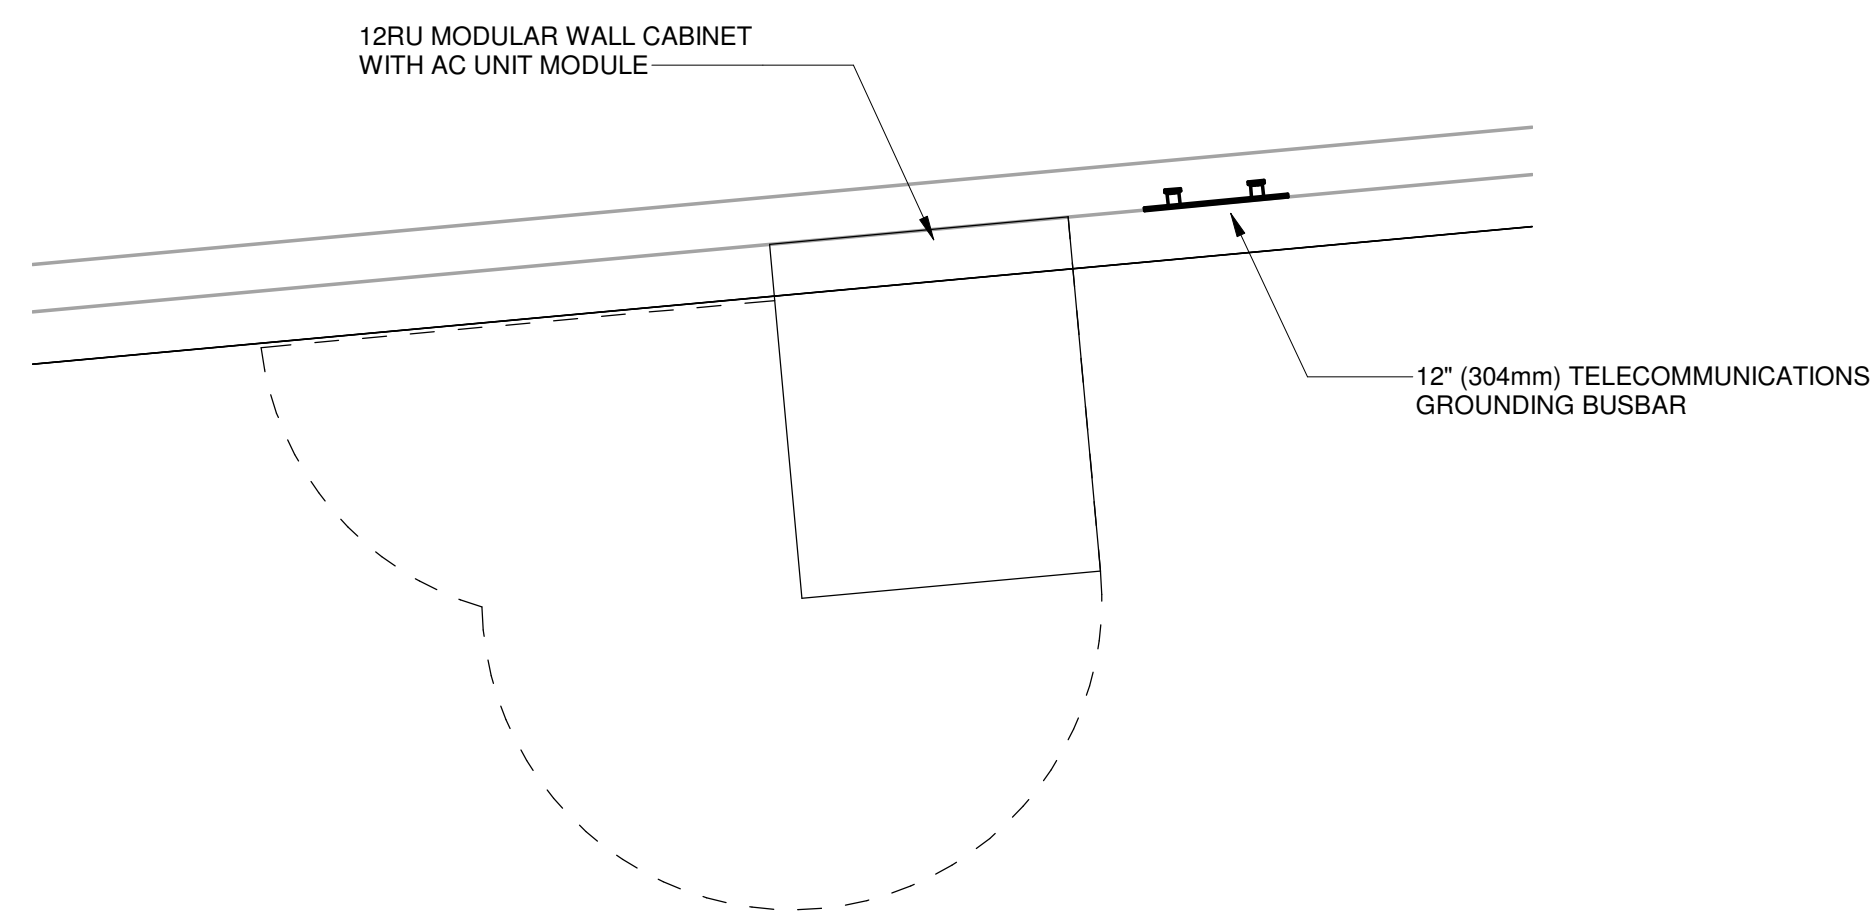 12RU MODULAR WALL CABINET
WITH AC UNIT MODULE
12" (304mm) TELECOMMUNICATIONS
GROUNDING BUSBAR